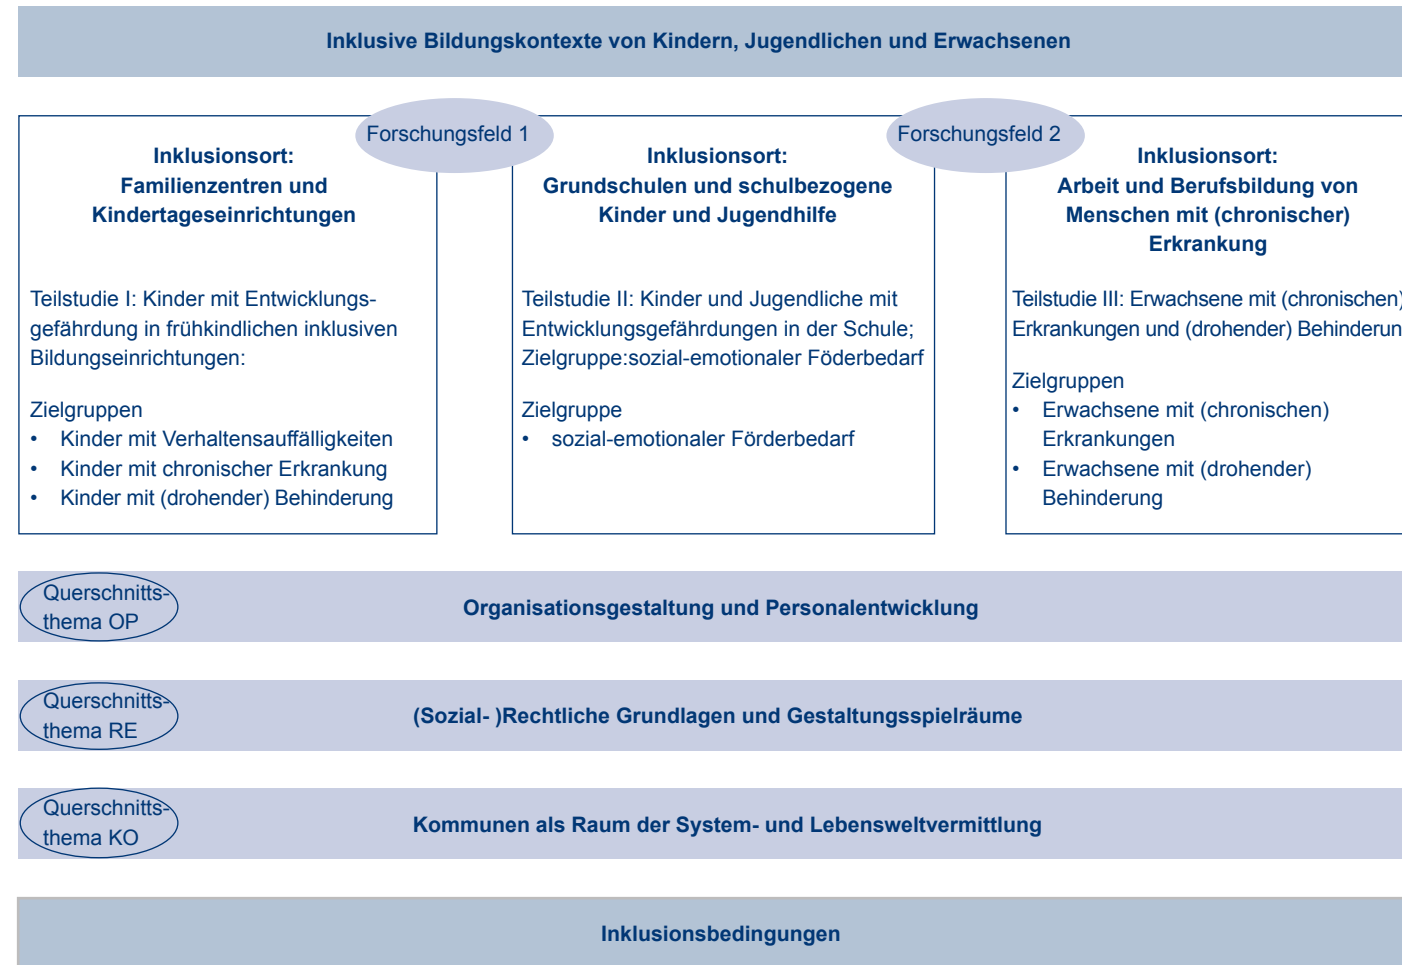 Inklusive Bildungskontexte von Kindern, Jugendlichen und Erwachsenen
Forschungsfeld 1
Forschungsfeld 2
Inklusionsort:
Familienzentren und
Kindertageseinrichtungen
Teilstudie I: Kinder mit Entwicklungs-
gefährdung in frühkindlichen inklusiven
Bildungseinrichtungen:
Zielgruppen
• Kinder mit Verhaltensauffälligkeiten
• Kinder mit chronischer Erkrankung
• Kinder mit (drohender) Behinderung
Inklusionsort:
Grundschulen und schulbezogene
Kinder und Jugendhilfe
Teilstudie II: Kinder und Jugendliche mit
Entwicklungsgefährdungen in der Schule;
Zielgruppe:sozial-emotionaler Föderbedarf
Zielgruppe
• sozial-emotionaler Förderbedarf
Inklusionsort:
Arbeit und Berufsbildung von
Menschen mit (chronischer)
Erkrankung
Teilstudie III: Erwachsene mit (chronischen)
Erkrankungen und (drohender) Behinderun
Zielgruppen
• Erwachsene mit (chronischen)
Erkrankungen
• Erwachsene mit (drohender)
Behinderung
Querschnitts-
thema OP
Organisationsgestaltung und Personalentwicklung
Querschnitts-
thema RE
(Sozial- )Rechtliche Grundlagen und Gestaltungsspielräume
Querschnitts-
thema KO
Kommunen als Raum der System- und Lebensweltvermittlung
Inklusionsbedingungen